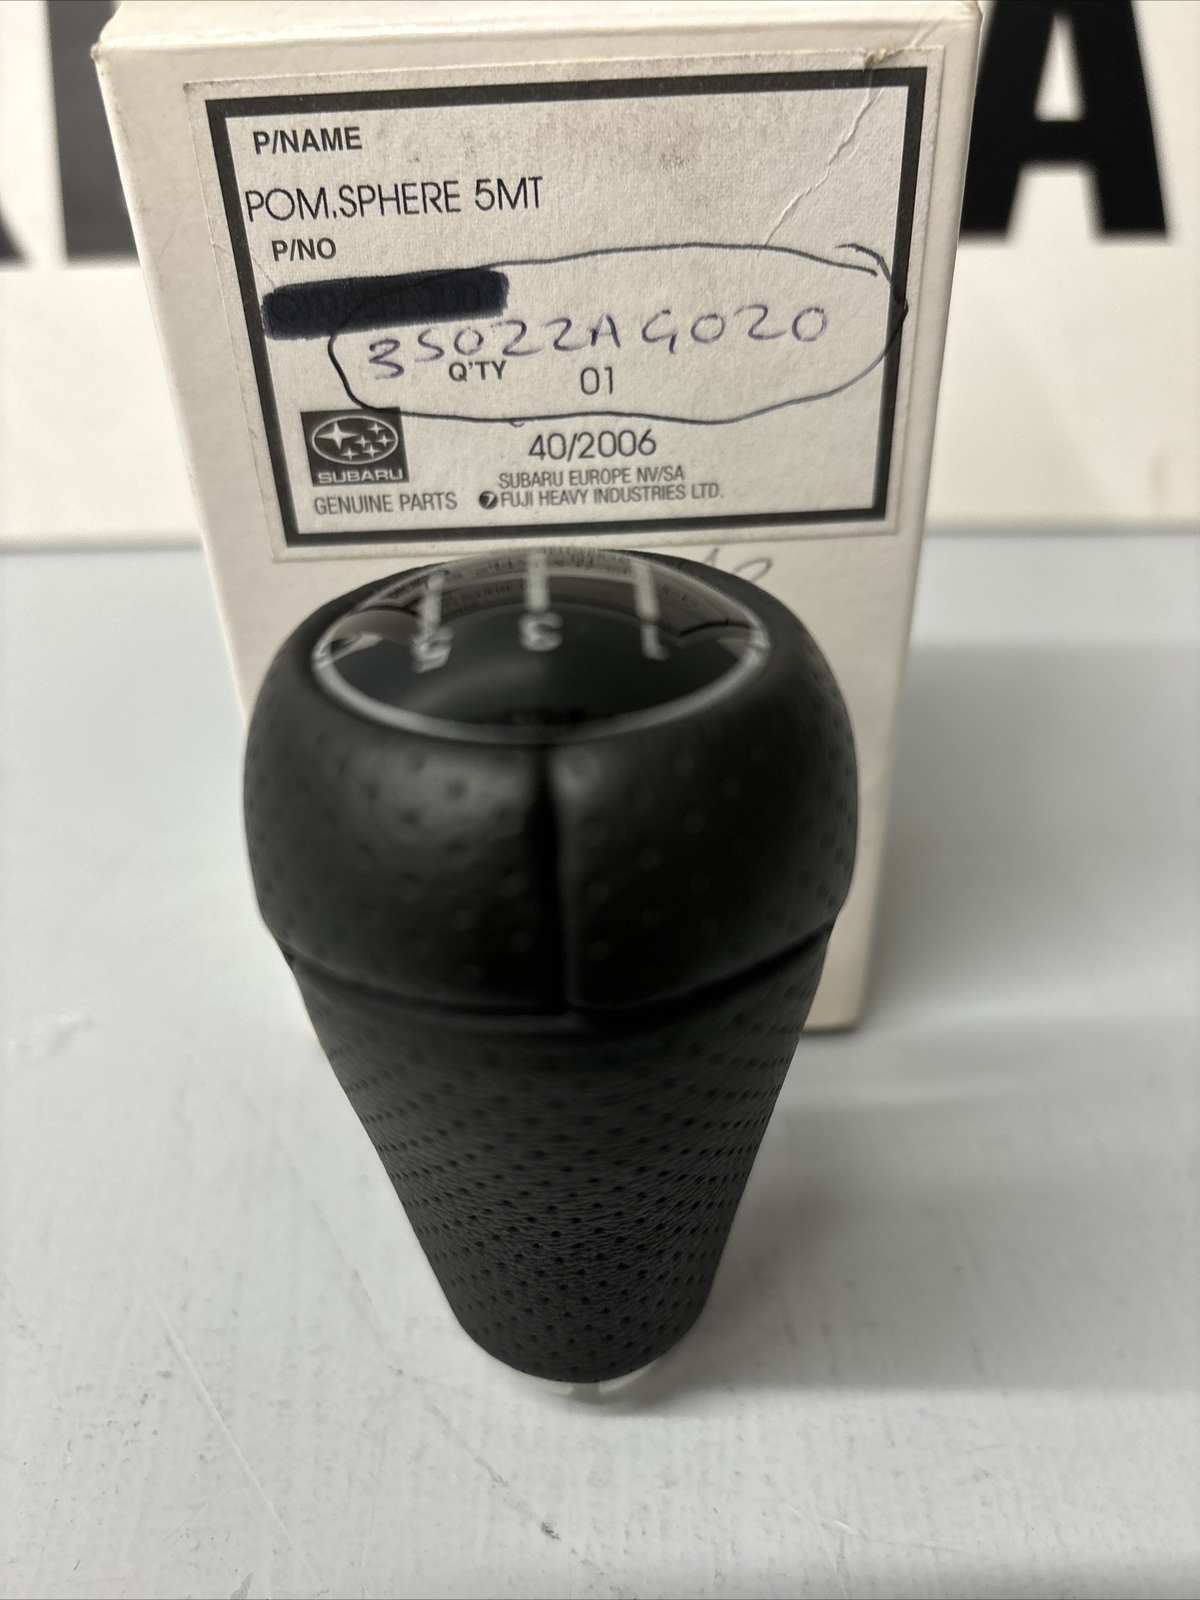 P/NAME
POM.SPHERE 5MT
P/NO
35022AG020
Q'TY 01
40/2006
SUBARU
SUBARU EUROPE NV/SA
GENUINE PARTS FUJI HEAVY INDUSTRIES LTD.
5 3 1
A